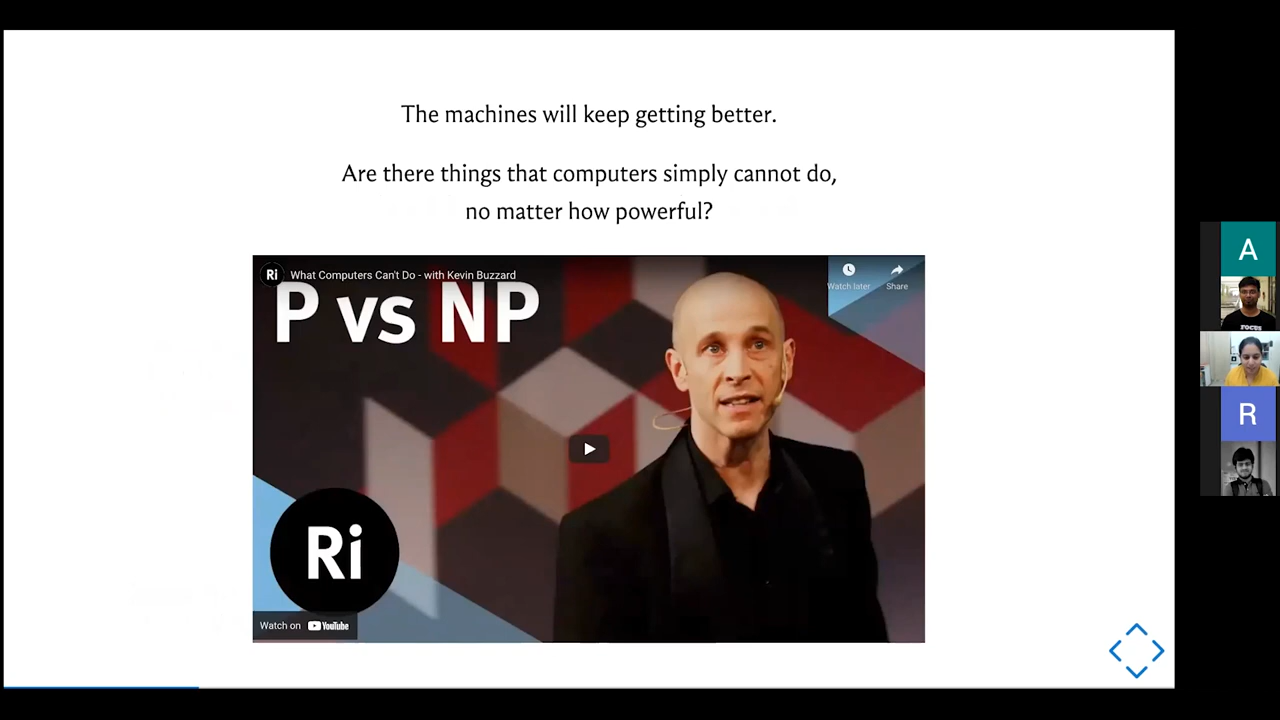 The machines will keep getting better.
Are there things that computers simply cannot do,
no matter how powerful?
Ri What Computers Can't Do - with Kevin Buzzard
Watch later
Share
P vs NP
Ri
Watch on YouTube
A
FOCUS
R